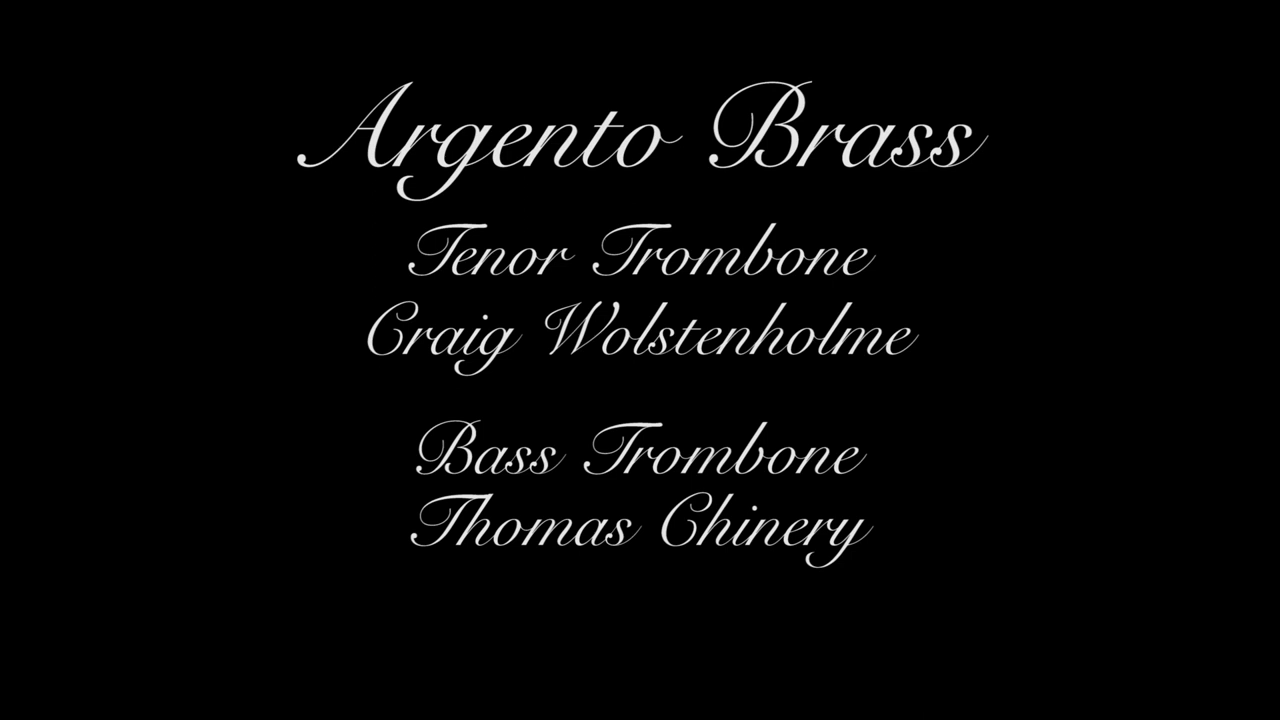 Argento Brass
Tenor Trombone
Craig Wolstenholme
Bass Trombone
Thomas Chinery